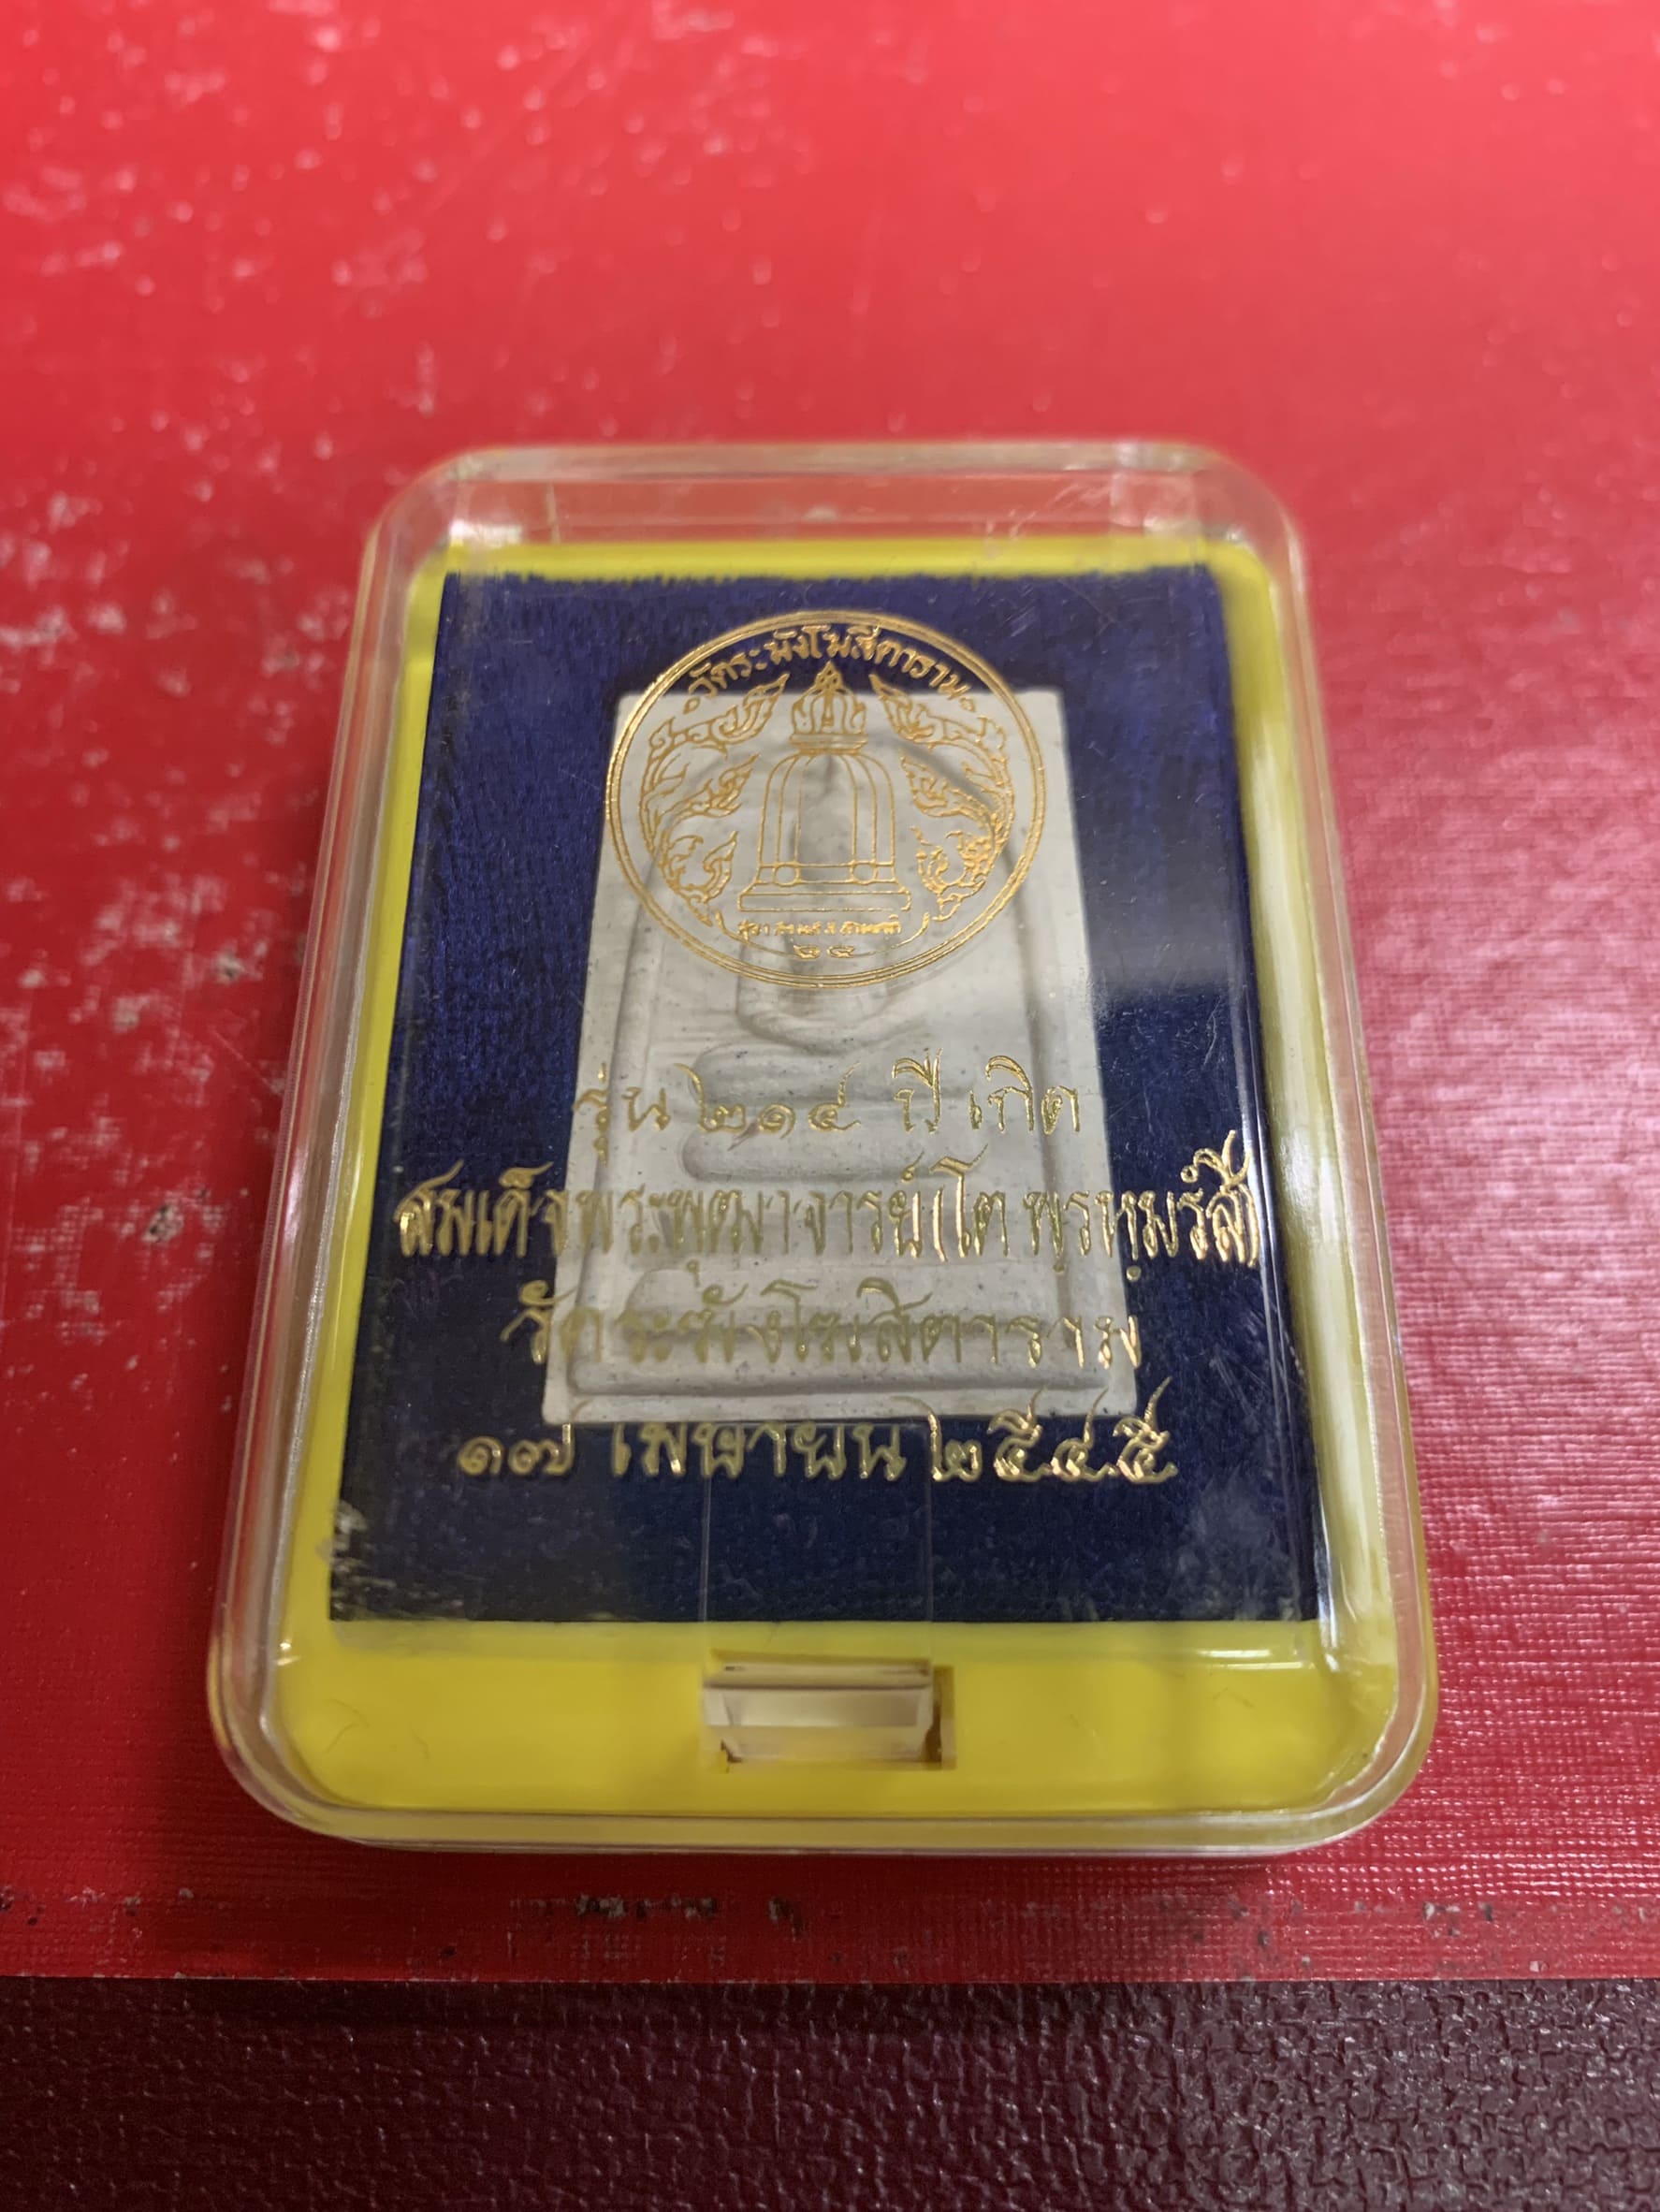 วัดระฆังโฆสิตาราม
รุ่น ๒๑๔ ปี เกิด
สมเด็จพระพุฒาจารย์(โต พฺรหฺมรํสี)
วัดระฆังโฆสิตาราม
๑๗ เมษายน ๒๕๔๕